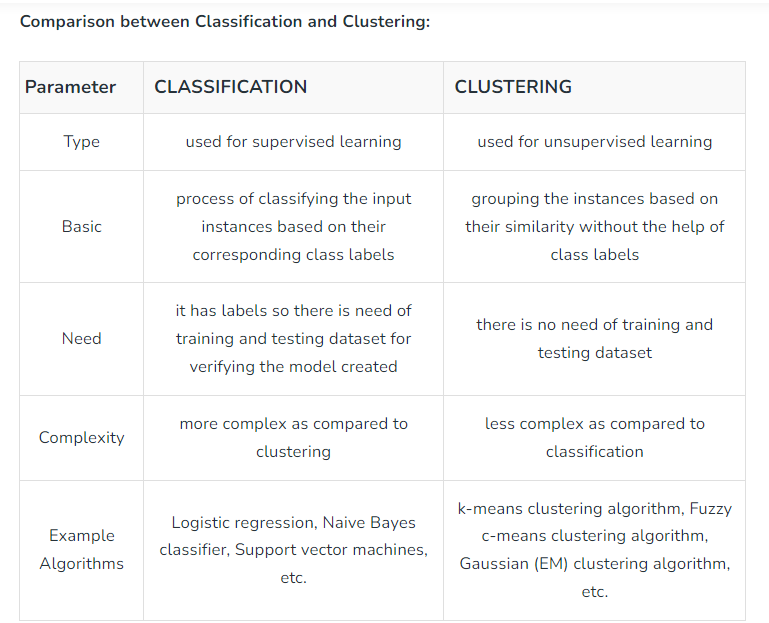 Comparison between Classification and Clustering:
Parameter
CLASSIFICATION
CLUSTERING
Type
used for supervised learning
used for unsupervised learning
Basic
process of classifying the input
instances based on their
corresponding class labels
grouping the instances based on
their similarity without the help of
class labels
Need
it has labels so there is need of
training and testing dataset for
verifying the model created
there is no need of training and
testing dataset
Complexity
more complex as compared to
clustering
less complex as compared to
classification
Example
Algorithms
Logistic regression, Naive Bayes
classifier, Support vector machines,
etc.
k-means clustering algorithm, Fuzzy
c-means clustering algorithm,
Gaussian (EM) clustering algorithm,
etc.